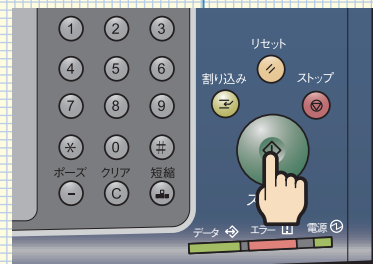 1 2 3
リセット
4 5 6
割り込み
ストップ
7 8 9
* 0 #
ポーズ クリア 短縮
- C
データ エラー 電源